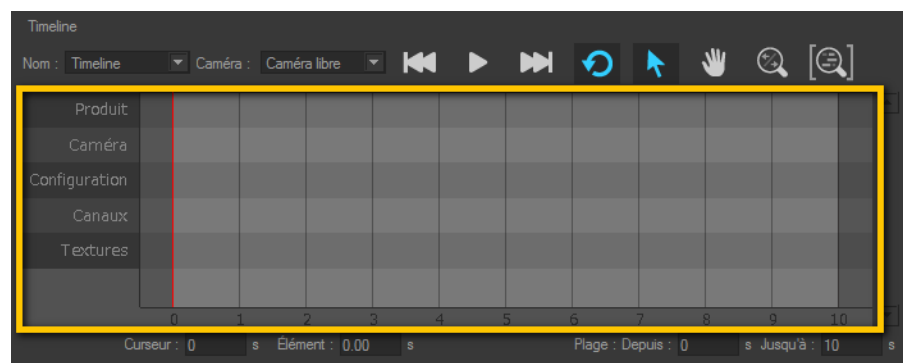 Timeline
Nom : Timeline Caméra : Caméra libre
Produit
Caméra
Configuration
Canaux
Textures
0 1 2 3 4 5 6 7 8 9 10
Curseur : 0 s Élément : 0.00 s Plage : Depuis : 0 s Jusqu'à : 10 s